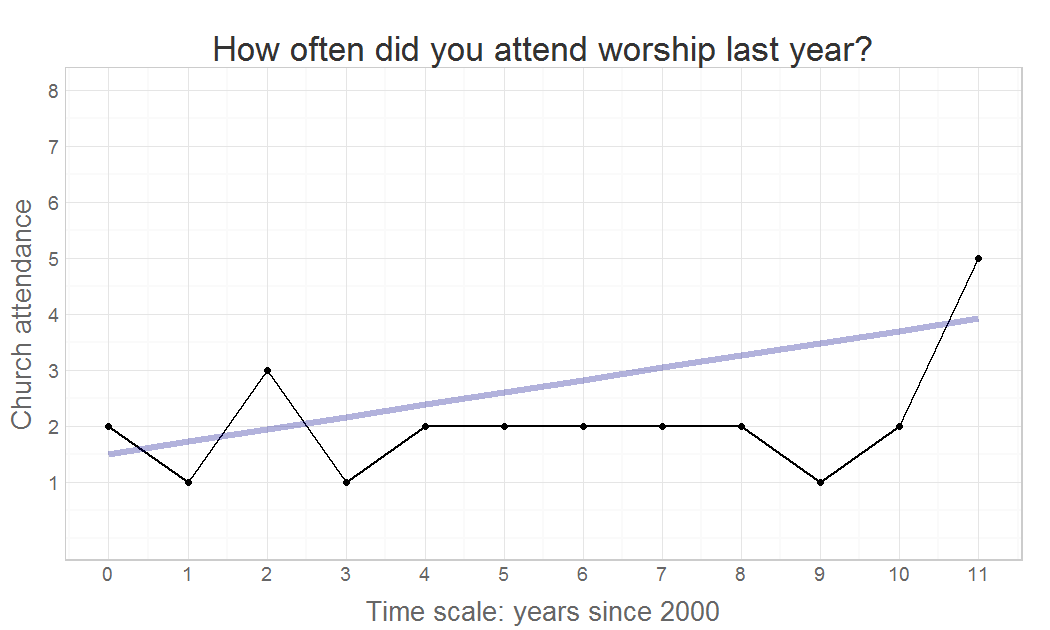 How often did you attend worship last year?
Church attendance
8
7
6
5
4
3
2
1
0 1 2 3 4 5 6 7 8 9 10 11
Time scale: years since 2000